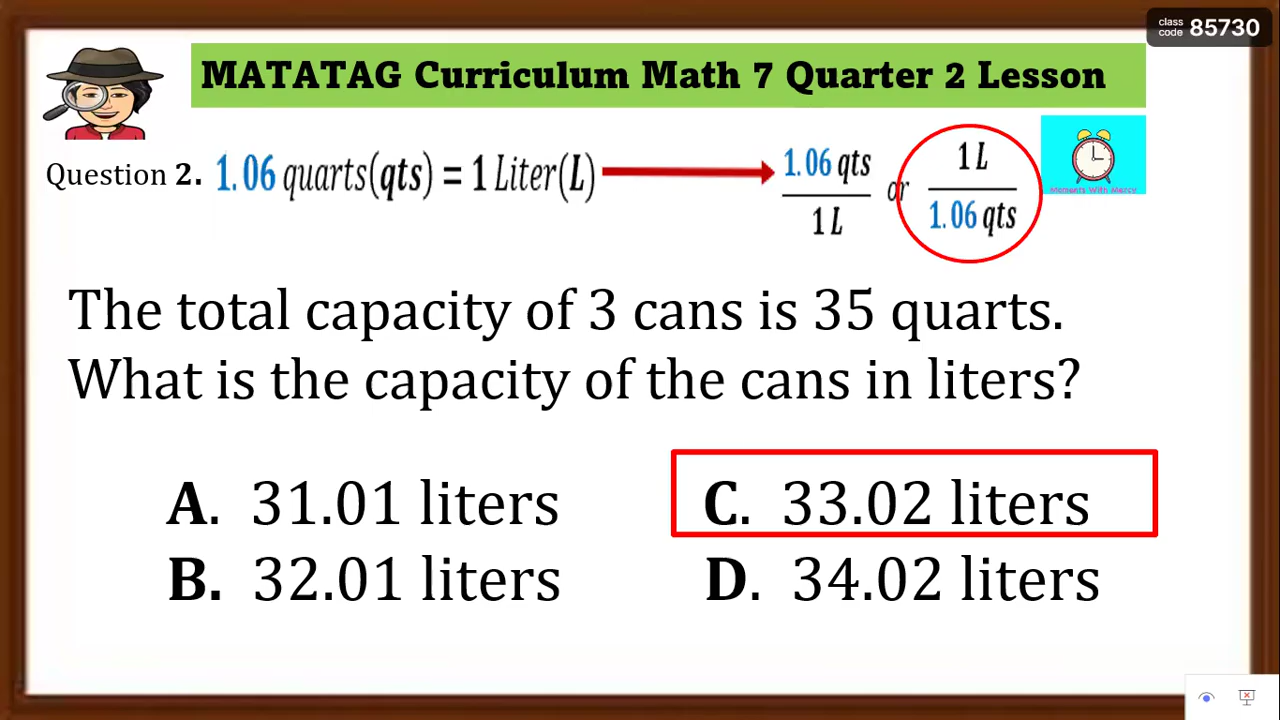 class code 85730
MATATAG Curriculum Math 7 Quarter 2 Lesson
Question 2. 1.06 quarts(qts) = 1 Liter(L)
1.06 qts
1 L
or
1 L
1.06 qts
Moments With Mercy
The total capacity of 3 cans is 35 quarts.
What is the capacity of the cans in liters?
A. 31.01 liters
C. 33.02 liters
B. 32.01 liters
D. 34.02 liters